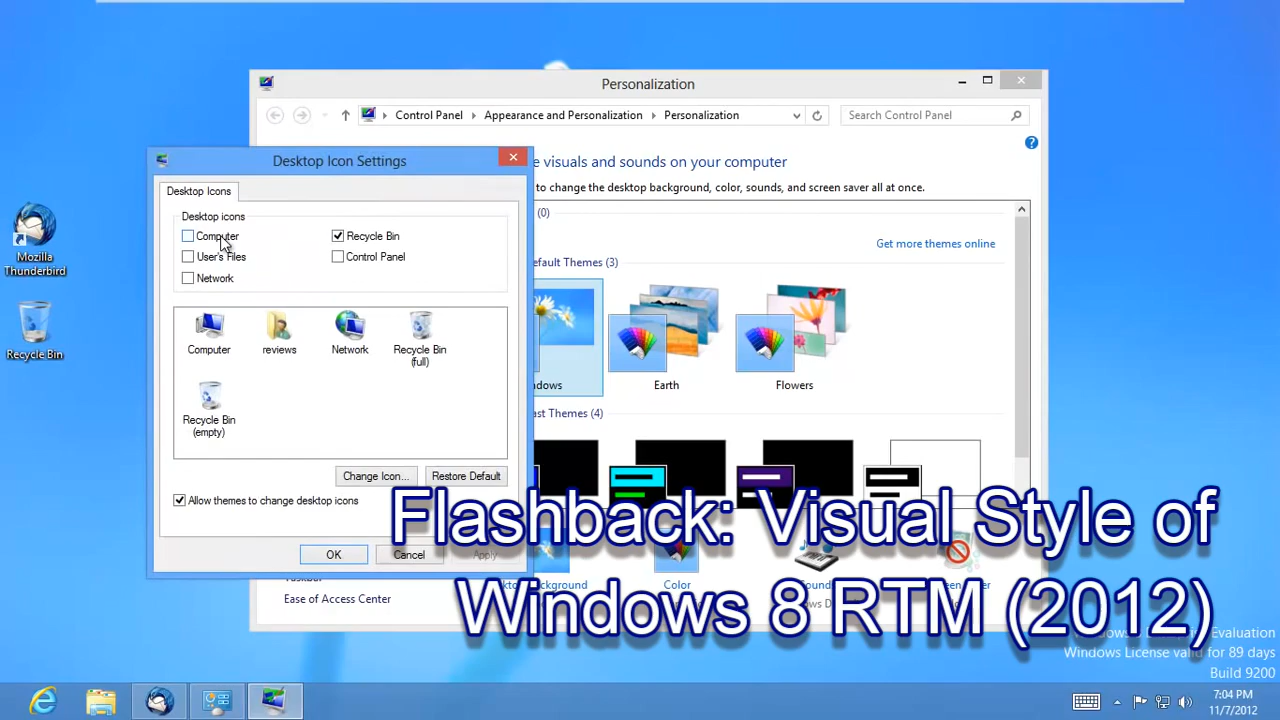 Personalization
Control Panel
Appearance and Personalization
Personalization
Search Control Panel
Desktop Icon Settings
e visuals and sounds on your computer
to change the desktop background, color, sounds, and screen saver all at once.
Desktop Icons
(0)
Desktop icons
Computer
Recycle Bin
User's Files
Control Panel
Network
Get more themes online
efault Themes (3)
Computer
reviews
Network
Recycle Bin
(full)
Recycle Bin
(empty)
ndows
Earth
Flowers
ast Themes (4)
Change Icon...
Restore Default
Allow themes to change desktop icons
OK
Cancel
Apply
Flashback: Visual Style of
Windows 8 RTM (2012)
Color
Ease of Access Center
Evaluation
Windows License valid for 89 days
Build 9200
Mozilla
Thunderbird
Recycle Bin
7:04 PM
11/7/2012